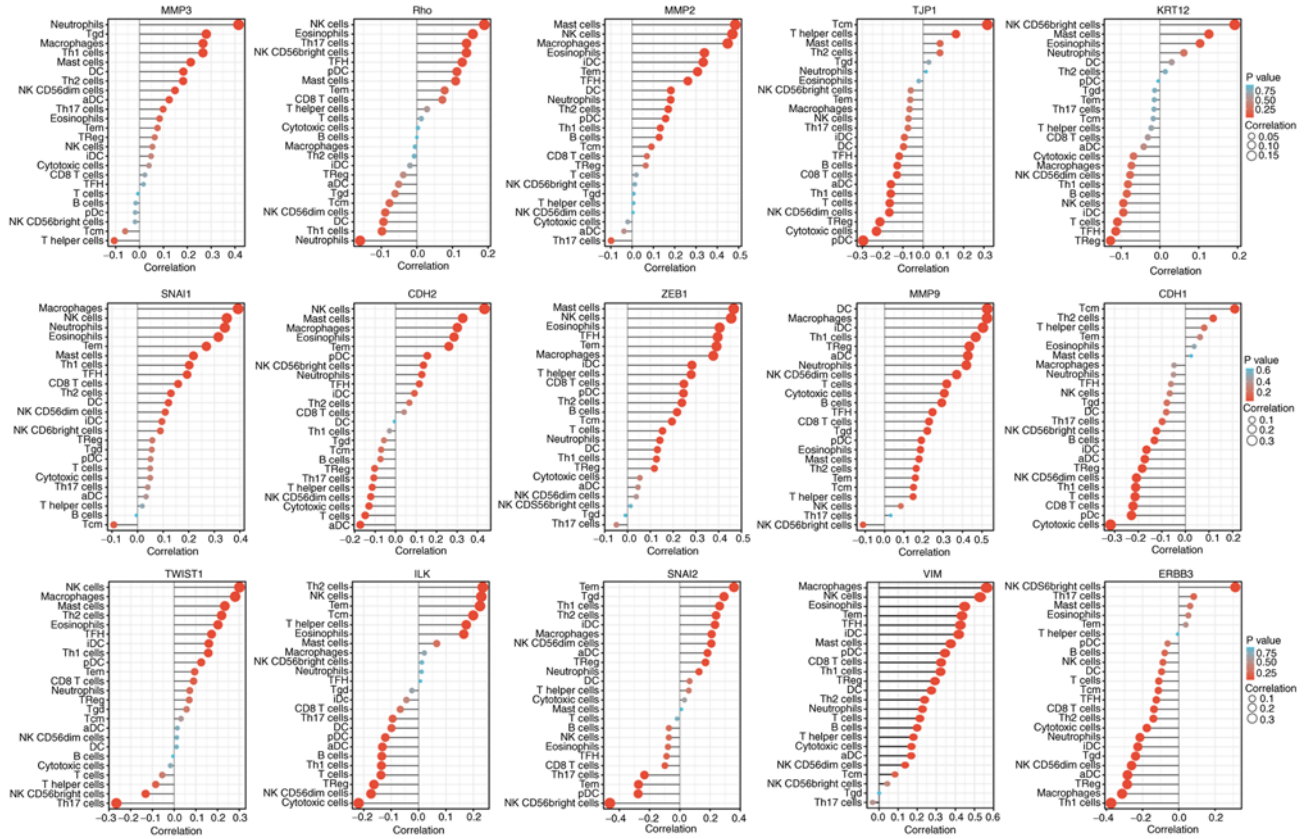 MMP3
Neutrophils
Tgd
Macrophages
Th1 cells
Mast cells
DC
Th2 cells
NK CD56dim cells
aDC
Th17 cells
Eosinophils
Tem
TReg
NK cells
iDC
Cytotoxic cells
CD8 T cells
TFH
T cells
B cells
pDc
NK CD56bright cells
Tcm
T helper cells
−0.1 0 0.1 0.2 0.3 0.4
Correlation
Rho
NK cells
Eosinophils
Th17 cells
NK CD56bright cells
TFH
pDC
Mast cells
Tem
CD8 T cells
T helper cells
T cells
Cytotoxic cells
B cells
Macrophages
Th2 cells
iDC
TReg
aDC
Tgd
Tcm
NK CD56dim cells
DC
Th1 cells
Neutrophils
−0.1 0.0 0.1 0.2
Correlation
MMP2
Mast cells
NK cells
Macrophages
Eosinophils
iDC
Tem
TFH
DC
Neutrophils
Th2 cells
pDC
Th1 cells
B cells
Tcm
CD8 T cells
TReg
T cells
NK CD56bright cells
Tgd
T helper cells
NK CD56dim cells
Cytotoxic cells
aDC
Th17 cells
−0.1 0 0.1 0.2 0.3 0.4 0.5
Correlation
TJP1
Tcm
T helper cells
Mast cells
Th2 cells
Tgd
Neutrophils
Eosinophils
NK CD56bright cells
Tem
Macrophages
NK cells
Th17 cells
iDC
DC
TFH
B cells
C08 T cells
aDC
Th1 cells
T cells
NK CD56dim cells
TReg
Cytotoxic cells
pDC
−0.3 −0.1 0 0.1 0.2 0.3
Correlation
KRT12
NK CD56bright cells
Mast cells
Eosinophils
Neutrophils
DC
Th2 cells
pDC
Tgd
Tem
Th17 cells
Tcm
T helper cells
CD8 T cells
aDC
Cytotoxic cells
Macrophages
NK CD56dim cells
Th1 cells
B cells
NK cells
iDC
T cells
TFH
TReg
−0.1 0.0 0.1 0.2
Correlation
P value
0.75
0.50
0.25
Correlation
0.05
0.10
0.15
SNAI1
Macrophages
NK cells
Neutrophils
Eosinophils
Tem
Mast cells
Th1 cells
TFH
CD8 T cells
Th2 cells
DC
NK CD56dim cells
iDC
NK CD6bright cells
TReg
Tgd
pDC
T cells
Cytotoxic cells
Th17 cells
aDC
T helper cells
B cells
Tcm
−0.1 0 0.1 0.2 0.3 0.4
Correlation
CDH2
NK cells
Mast cells
Macrophages
Eosinophils
Tem
pDC
NK CD56bright cells
Neutrophils
TFH
iDC
Th2 cells
CD8 T cells
DC
Th1 cells
Tgd
Tcm
B cells
TReg
Th17 cells
T helper cells
NK CD56dim cells
Cytotoxic cells
T cells
aDC
−0.2 0.0 0.1 0.2 0.3 0.4
Correlation
ZEB1
Mast cells
NK cells
Eosinophils
TFH
Tem
Macrophages
iDC
T helper cells
CD8 T cells
pDC
Th2 cells
B cells
Tcm
T cells
Neutrophils
DC
Th1 cells
TReg
Cytotoxic cells
aDC
NK CD56dim cells
NK CDS56bright cells
Tgd
Th17 cells
−0.1 0 0.1 0.2 0.3 0.4 0.5
Correlation
MMP9
DC
Macrophages
iDC
Th1 cells
TReg
aDC
Neutrophils
NK CD56dim cells
T cells
Cytotoxic cells
B cells
TFH
CD8 T cells
Tgd
pDC
Eosinophils
Mast cells
Th2 cells
Tem
Tcm
T helper cells
NK cells
Th17 cells
NK CD56bright cells
−0.1 0 0.1 0.2 0.3 0.4 0.5
Correlation
CDH1
Tcm
Th2 cells
T helper cells
Tem
Eosinophils
Mast cells
Macrophages
Neutrophils
TFH
NK cells
Tgd
DC
Th17 cells
NK CD56bright cells
B cells
iDC
aDC
TReg
NK CD56dim cells
Th1 cells
T cells
CD8 T cells
pDc
Cytotoxic cells
−0.3 −0.2 −0.1 0 0.1 0.2
Correlation
P value
0.6
0.4
0.2
Correlation
0.1
0.2
0.3
TWIST1
NK cells
Macrophages
Mast cells
Th2 cells
Eosinophils
TFH
iDC
Th1 cells
pDC
Tem
CD8 T cells
Neutrophils
TReg
Tgd
Tcm
aDC
NK CD56dim cells
DC
B cells
Cytotoxic cells
T cells
T helper cells
NK CD56bright cells
Th17 cells
−0.3 −0.1 0 0.1 0.2 0.3
Correlation
ILK
Th2 cells
NK cells
Tem
Tcm
T helper cells
Eosinophils
Mast cells
Macrophages
NK CD56bright cells
Neutrophils
TFH
Tgd
iDc
CD8 T cells
Th17 cells
DC
pDC
aDC
B cells
Th1 cells
T cells
TReg
NK CD56dim cells
Cytotoxic cells
−0.2 −0.1 0.0 0.1 0.2
Correlation
SNAI2
Tem
Tgd
Th1 cells
Th2 cells
iDC
Macrophages
NK CD56dim cells
aDC
TReg
Neutrophils
DC
T helper cells
Cytotoxic cells
Mast cells
T cells
B cells
NK cells
Eosinophils
TFH
CD8 T cells
Th17 cells
Tem
pDC
NK CD56bright cells
−0.4 −0.2 0.0 0.2 0.4
Correlation
VIM
Macrophages
NK cells
Eosinophils
Tem
TFH
iDC
Mast cells
pDC
CD8 T cells
Th1 cells
TReg
DC
Th2 cells
Neutrophils
T cells
B cells
T helper cells
Cytotoxic cells
aDC
NK CD56dim cells
Tcm
NK CD56bright cells
Tgd
Th17 cells
0 0.1 0.2 0.3 0.4 0.5 0.6
Correlation
ERBB3
NK CDS6bright cells
Th17 cells
Mast cells
Eosinophils
Tem
T helper cells
pDC
B cells
NK cells
DC
T cells
Tcm
TFH
CD8 T cells
Th2 cells
Cytotoxic cells
Neutrophils
iDC
Tgd
NK CD56dim cells
aDC
TReg
Macrophages
Th1 cells
−0.4 −0.2 0.0 0.2
Correlation
P value
0.75
0.50
0.25
Correlation
0.1
0.2
0.3